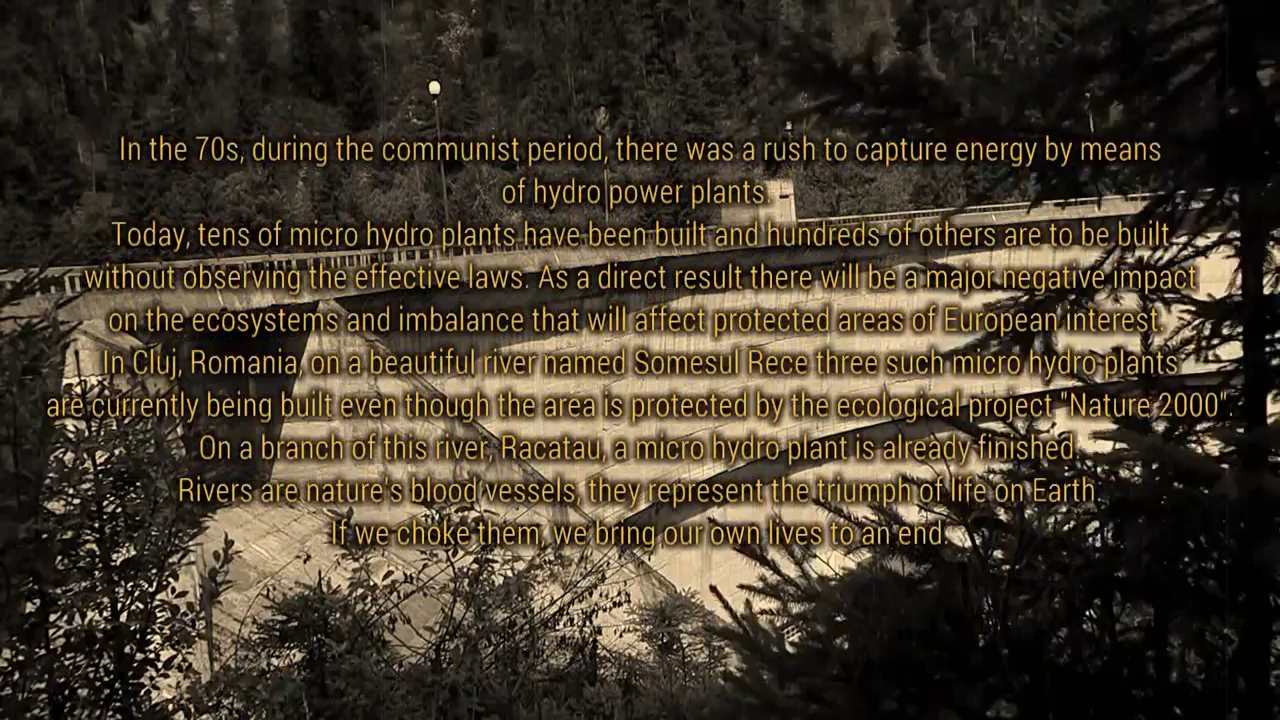 In the 70s, during the communist period, there was a rush to capture energy by means
of hydro power plants.
Today, tens of micro hydro plants have been built and hundreds of others are to be built
without observing the effective laws. As a direct result there will be a major negative impact
on the ecosystems and imbalance that will affect protected areas of European interest.
In Cluj, Romania, on a beautiful river named Somesul Rece three such micro hydro plants
are currently being built even though the area is protected by the ecological project "Nature 2000".
On a branch of this river, Racatau, a micro hydro plant is already finished.
Rivers are nature's blood vessels, they represent the triumph of life on Earth.
If we choke them, we bring our own lives to an end.